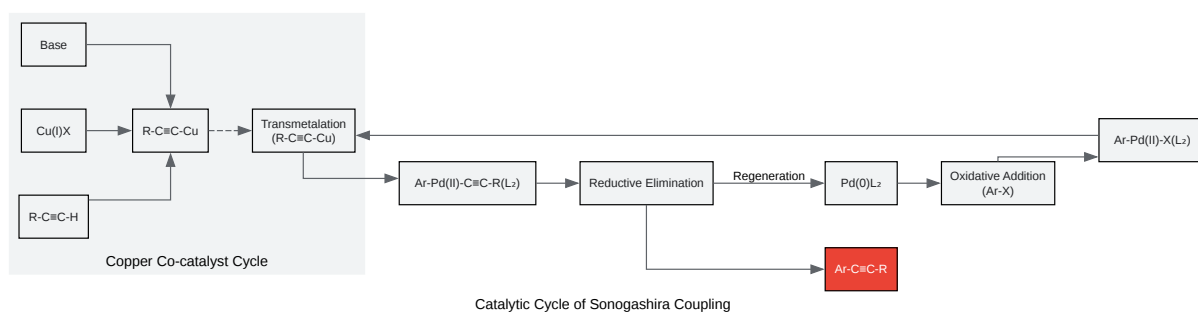 Base
Cu(I)X
R-C≡C-H
R-C≡C-Cu
Transmetalation
(R-C≡C-Cu)
Copper Co-catalyst Cycle
Ar-Pd(II)-C≡C-R(L₂)
Reductive Elimination
Regeneration
Pd(0)L₂
Oxidative Addition
(Ar-X)
Ar-Pd(II)-X(L₂)
Ar-C≡C-R
Catalytic Cycle of Sonogashira Coupling